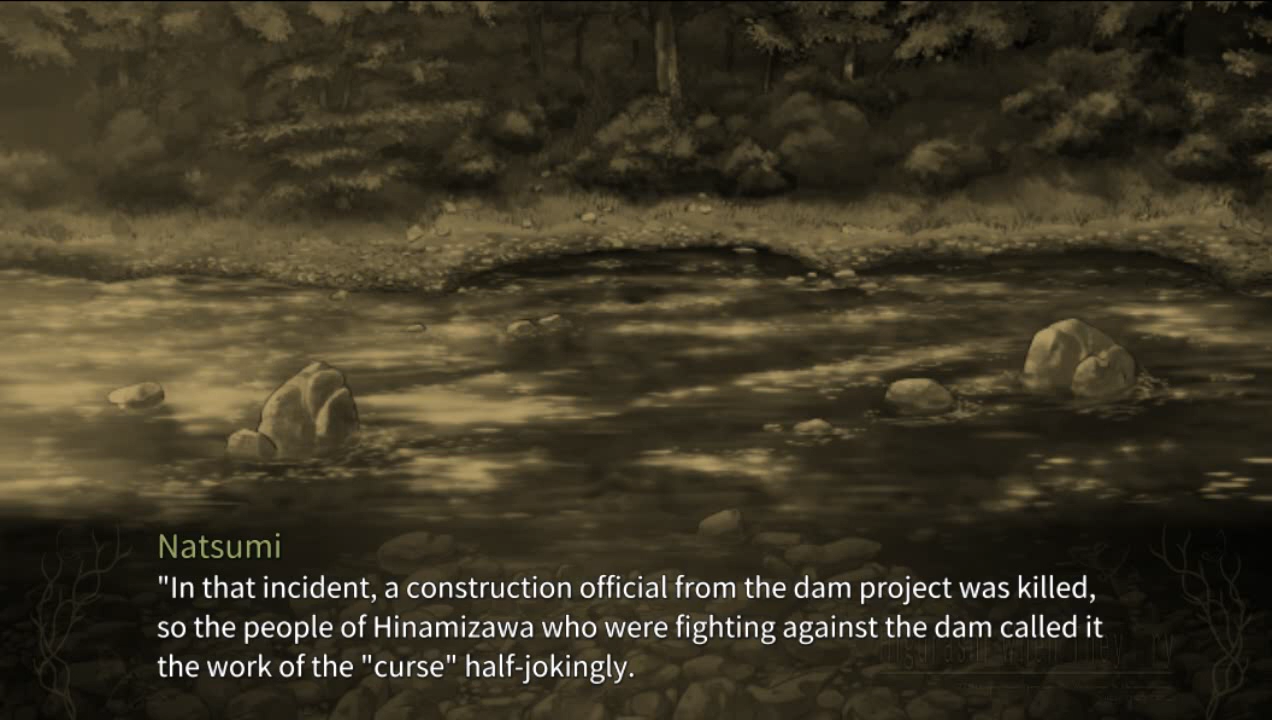 Natsumi
"In that incident, a construction official from the dam project was killed,
so the people of Hinamizawa who were fighting against the dam called it
the work of the "curse" half-jokingly.